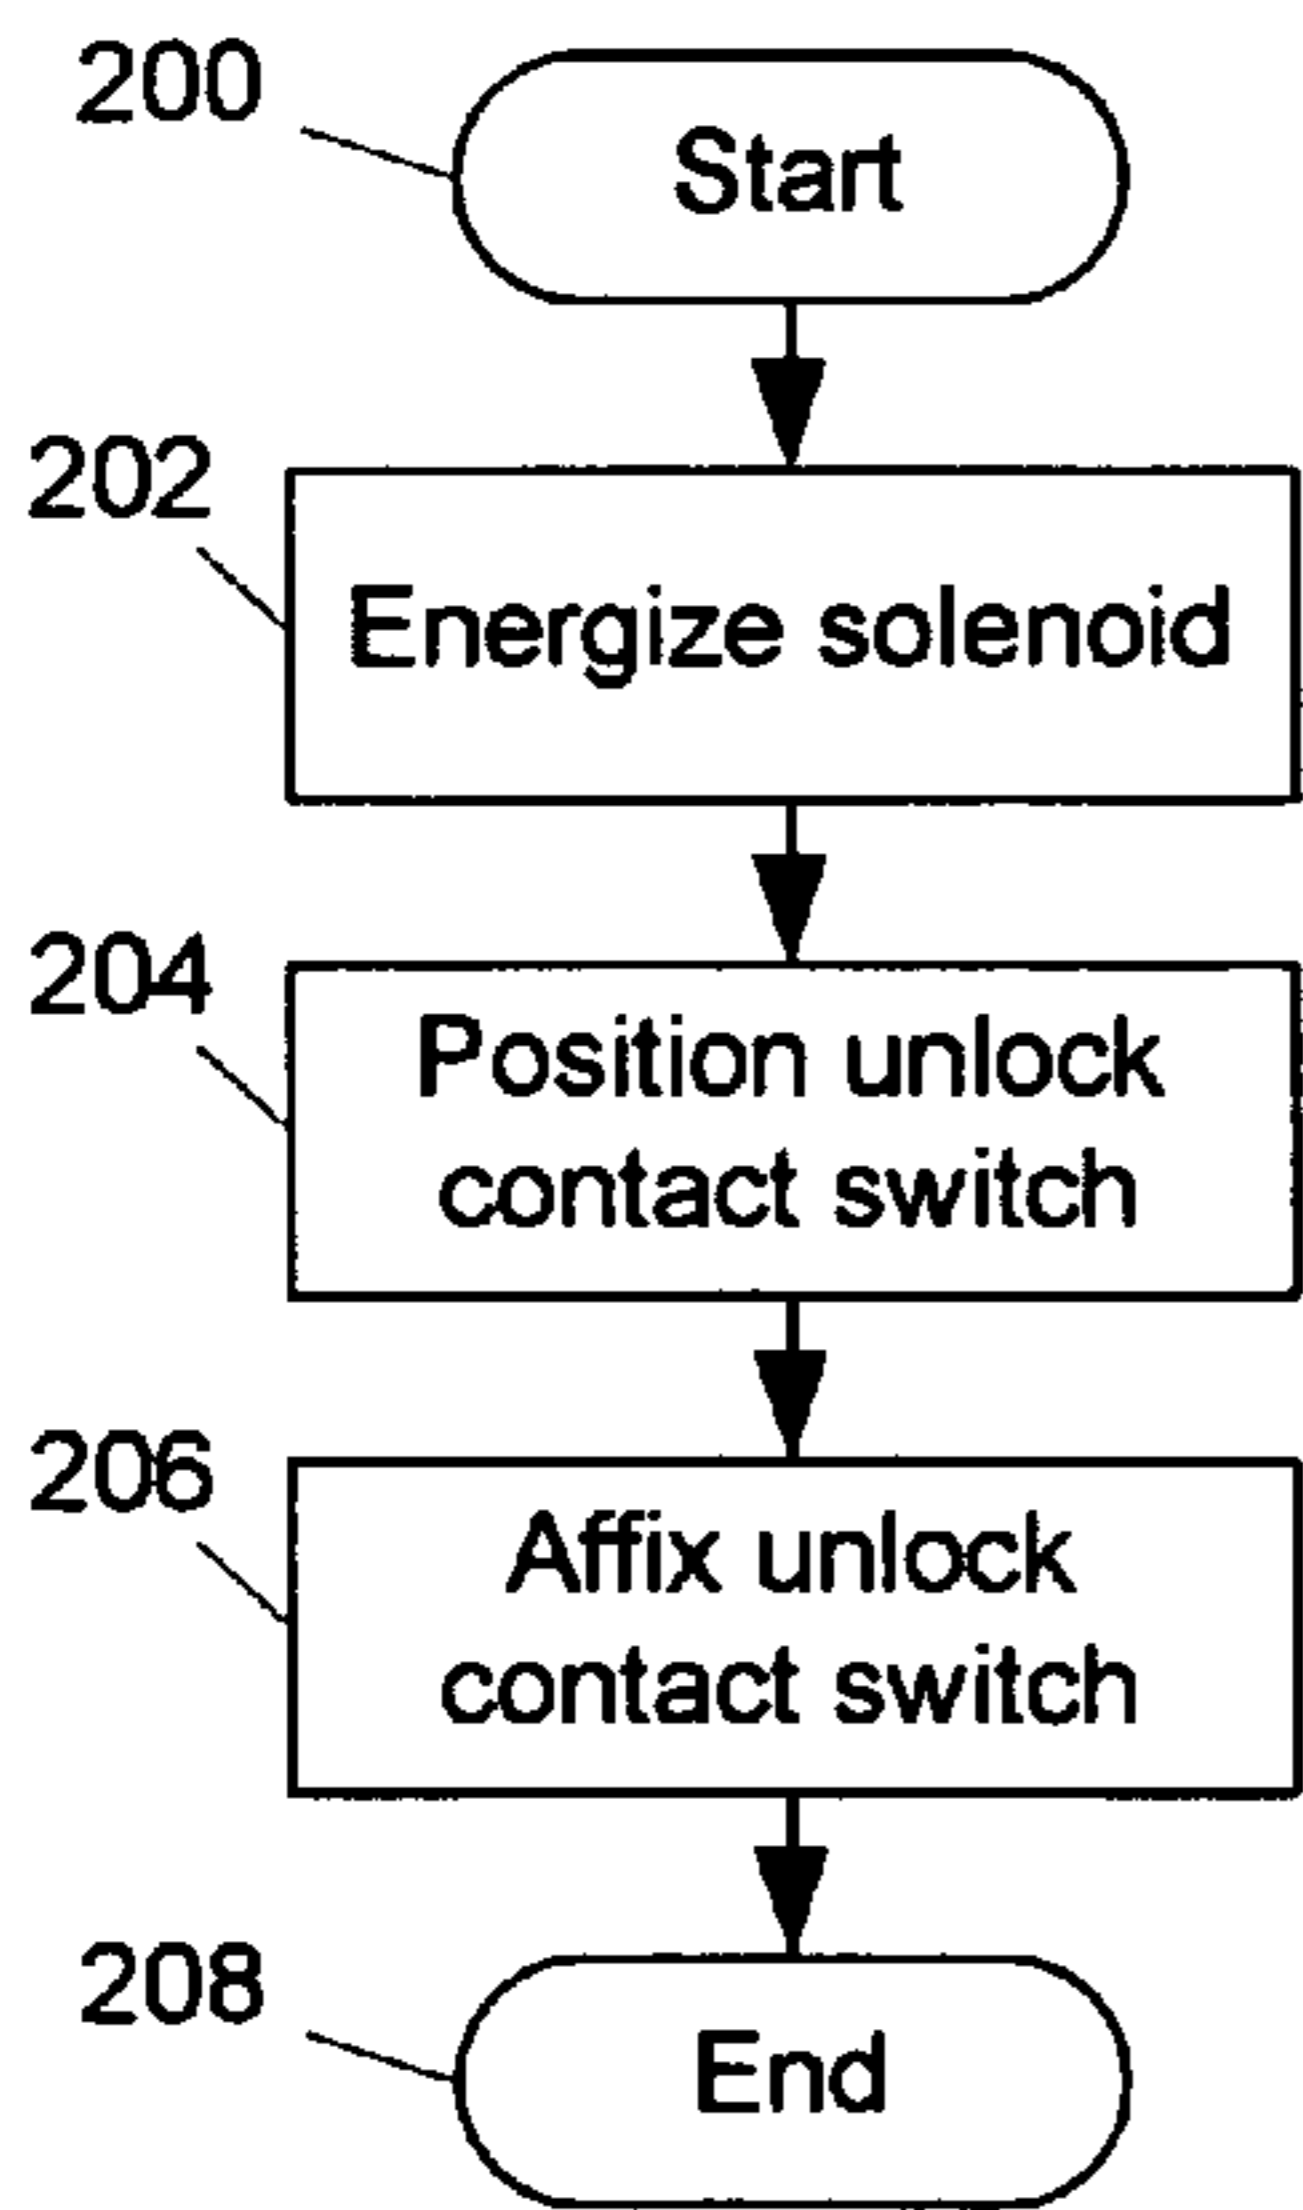 200
Start
202
Energize solenoid
204
Position unlock
contact switch
206
Affix unlock
contact switch
208
End